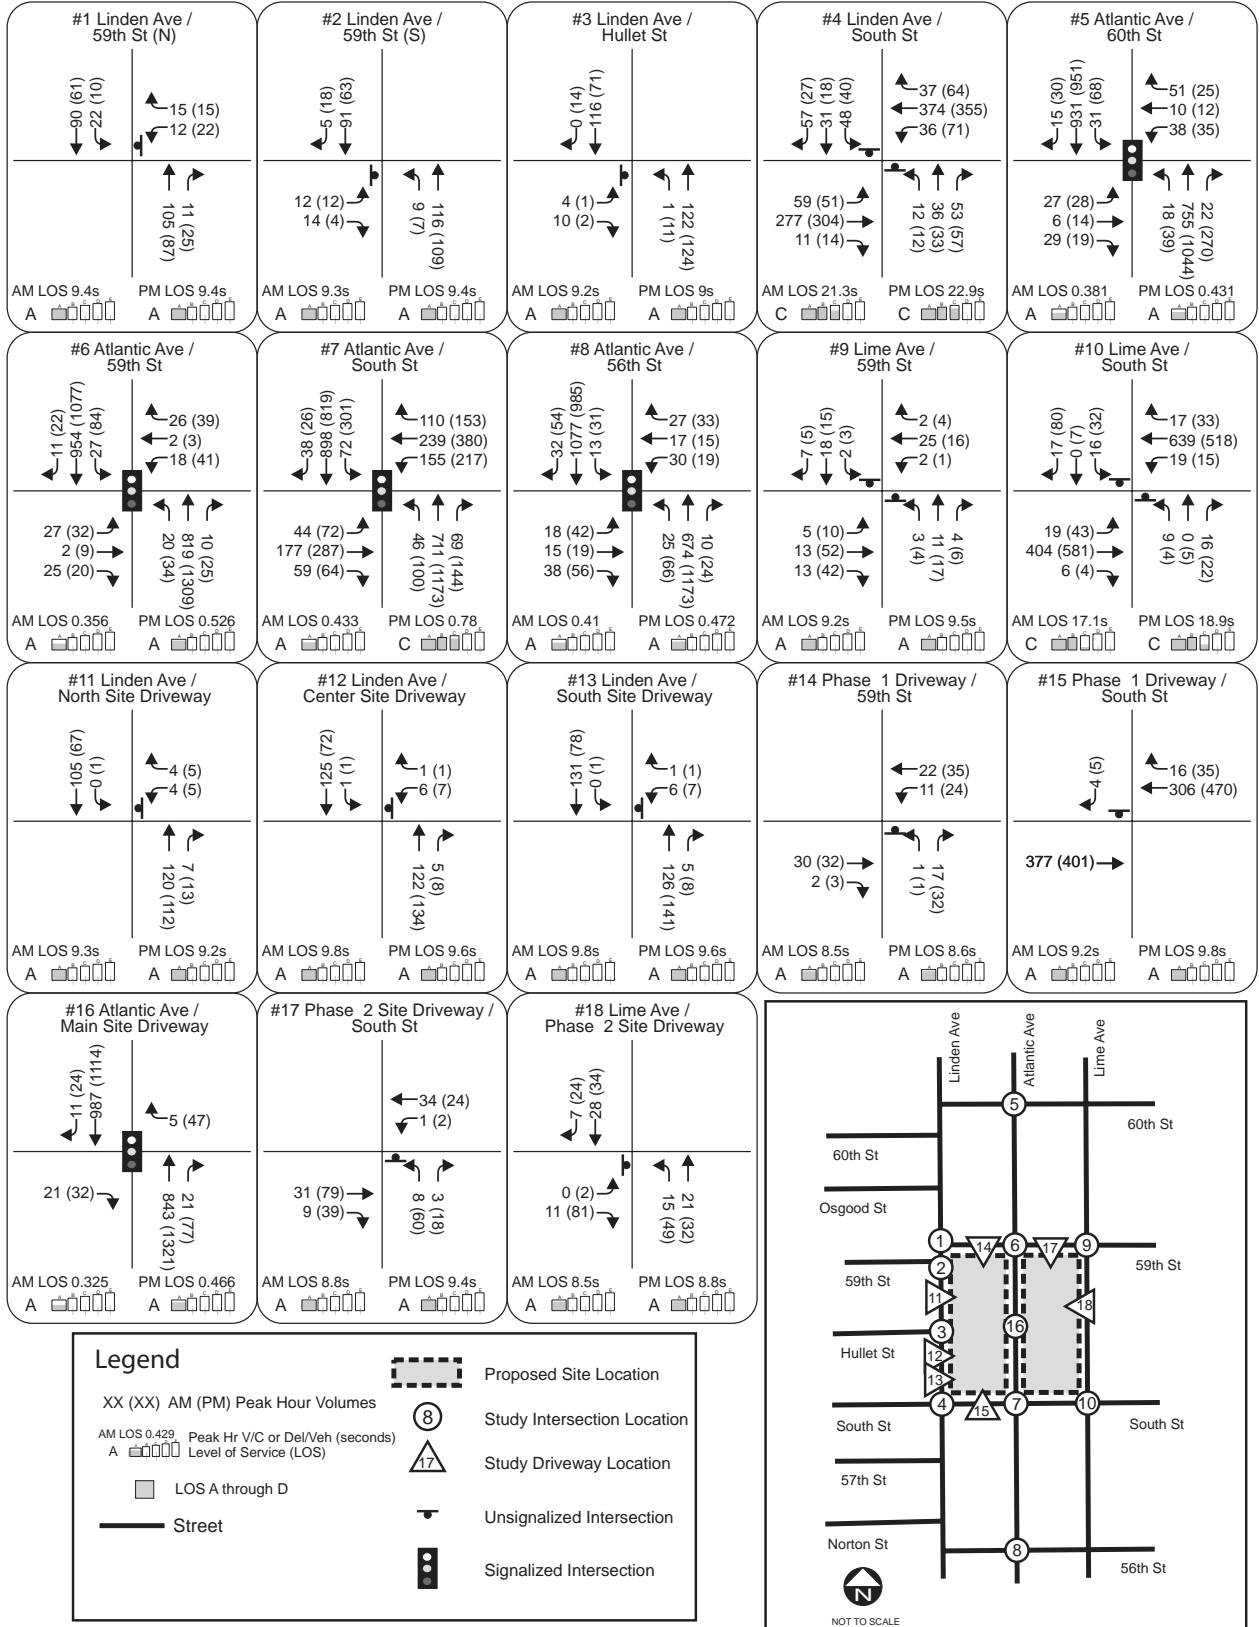 #1 Linden Ave /
59th St (N)
90 (61)
22 (10)
15 (15)
12 (22)
105 (87)
11 (25)
AM LOS 9.4s
PM LOS 9.4s
A
A
#2 Linden Ave /
59th St (S)
5 (18)
91 (63)
12 (12)
14 (4)
9 (7)
116 (109)
AM LOS 9.3s
PM LOS 9.4s
A
A
#3 Linden Ave /
Hullet St
0 (14)
116 (71)
4 (1)
10 (2)
1 (11)
122 (124)
AM LOS 9.2s
PM LOS 9s
A
A
#4 Linden Ave /
South St
57 (27)
31 (18)
48 (40)
37 (64)
374 (355)
36 (71)
59 (51)
277 (304)
11 (14)
12 (12)
36 (33)
53 (57)
AM LOS 21.3s
PM LOS 22.9s
C
C
#5 Atlantic Ave /
60th St
15 (30)
931 (951)
31 (68)
51 (25)
10 (12)
38 (35)
27 (28)
6 (14)
29 (19)
18 (39)
755 (1044)
22 (270)
AM LOS 0.381
PM LOS 0.431
A
A
#6 Atlantic Ave /
59th St
11 (22)
954 (1077)
27 (84)
26 (39)
2 (3)
18 (41)
27 (32)
2 (9)
25 (20)
20 (34)
819 (1309)
10 (25)
AM LOS 0.356
PM LOS 0.526
A
A
#7 Atlantic Ave /
South St
38 (26)
898 (819)
72 (301)
110 (153)
239 (380)
155 (217)
44 (72)
177 (287)
59 (64)
46 (100)
711 (1173)
69 (144)
AM LOS 0.433
PM LOS 0.78
A
C
#8 Atlantic Ave /
56th St
32 (54)
1077 (985)
13 (31)
27 (33)
17 (15)
30 (19)
18 (42)
15 (19)
38 (56)
25 (66)
674 (1173)
10 (24)
AM LOS 0.41
PM LOS 0.472
A
A
#9 Lime Ave /
59th St
7 (5)
18 (15)
2 (3)
2 (4)
25 (16)
2 (1)
5 (10)
13 (52)
13 (42)
3 (4)
11 (17)
4 (6)
AM LOS 9.2s
PM LOS 9.5s
A
A
#10 Lime Ave /
South St
17 (80)
0 (7)
16 (32)
17 (33)
639 (518)
19 (15)
19 (43)
404 (581)
6 (4)
9 (4)
0 (5)
16 (22)
AM LOS 17.1s
PM LOS 18.9s
C
C
#11 Linden Ave /
North Site Driveway
105 (67)
0 (1)
4 (5)
4 (5)
120 (112)
7 (13)
AM LOS 9.3s
PM LOS 9.2s
A
A
#12 Linden Ave /
Center Site Driveway
125 (72)
1 (1)
1 (1)
6 (7)
122 (134)
5 (8)
AM LOS 9.8s
PM LOS 9.6s
A
A
#13 Linden Ave /
South Site Driveway
131 (78)
0 (1)
1 (1)
6 (7)
126 (141)
5 (8)
AM LOS 9.8s
PM LOS 9.6s
A
A
#14 Phase 1 Driveway /
59th St
22 (35)
11 (24)
30 (32)
2 (3)
1 (1)
17 (32)
AM LOS 8.5s
PM LOS 8.6s
A
A
#15 Phase 1 Driveway /
South St
4 (5)
16 (35)
306 (470)
377 (401)
AM LOS 9.2s
PM LOS 9.8s
A
A
#16 Atlantic Ave /
Main Site Driveway
11 (24)
987 (1114)
5 (47)
21 (32)
843 (1321)
21 (77)
AM LOS 0.325
PM LOS 0.466
A
A
#17 Phase 2 Site Driveway /
South St
34 (24)
1 (2)
31 (79)
9 (39)
8 (60)
3 (18)
AM LOS 8.8s
PM LOS 9.4s
A
A
#18 Lime Ave /
Phase 2 Site Driveway
7 (24)
28 (34)
0 (2)
11 (81)
15 (49)
21 (32)
AM LOS 8.5s
PM LOS 8.8s
A
A
Linden Ave
Atlantic Ave
Lime Ave
5
60th St
60th St
Osgood St
1
14
6
17
9
59th St
2
59th St
11
18
3
16
Hullet St
12
13
4
15
7
10
South St
South St
57th St
Norton St
8
56th St
N
NOT TO SCALE
Legend
XX (XX) AM (PM) Peak Hour Volumes
AM LOS 0.429
A
Peak Hr V/C or Del/Veh (seconds)
Level of Service (LOS)
LOS A through D
Street
Proposed Site Location
8
Study Intersection Location
17
Study Driveway Location
Unsignalized Intersection
Signalized Intersection